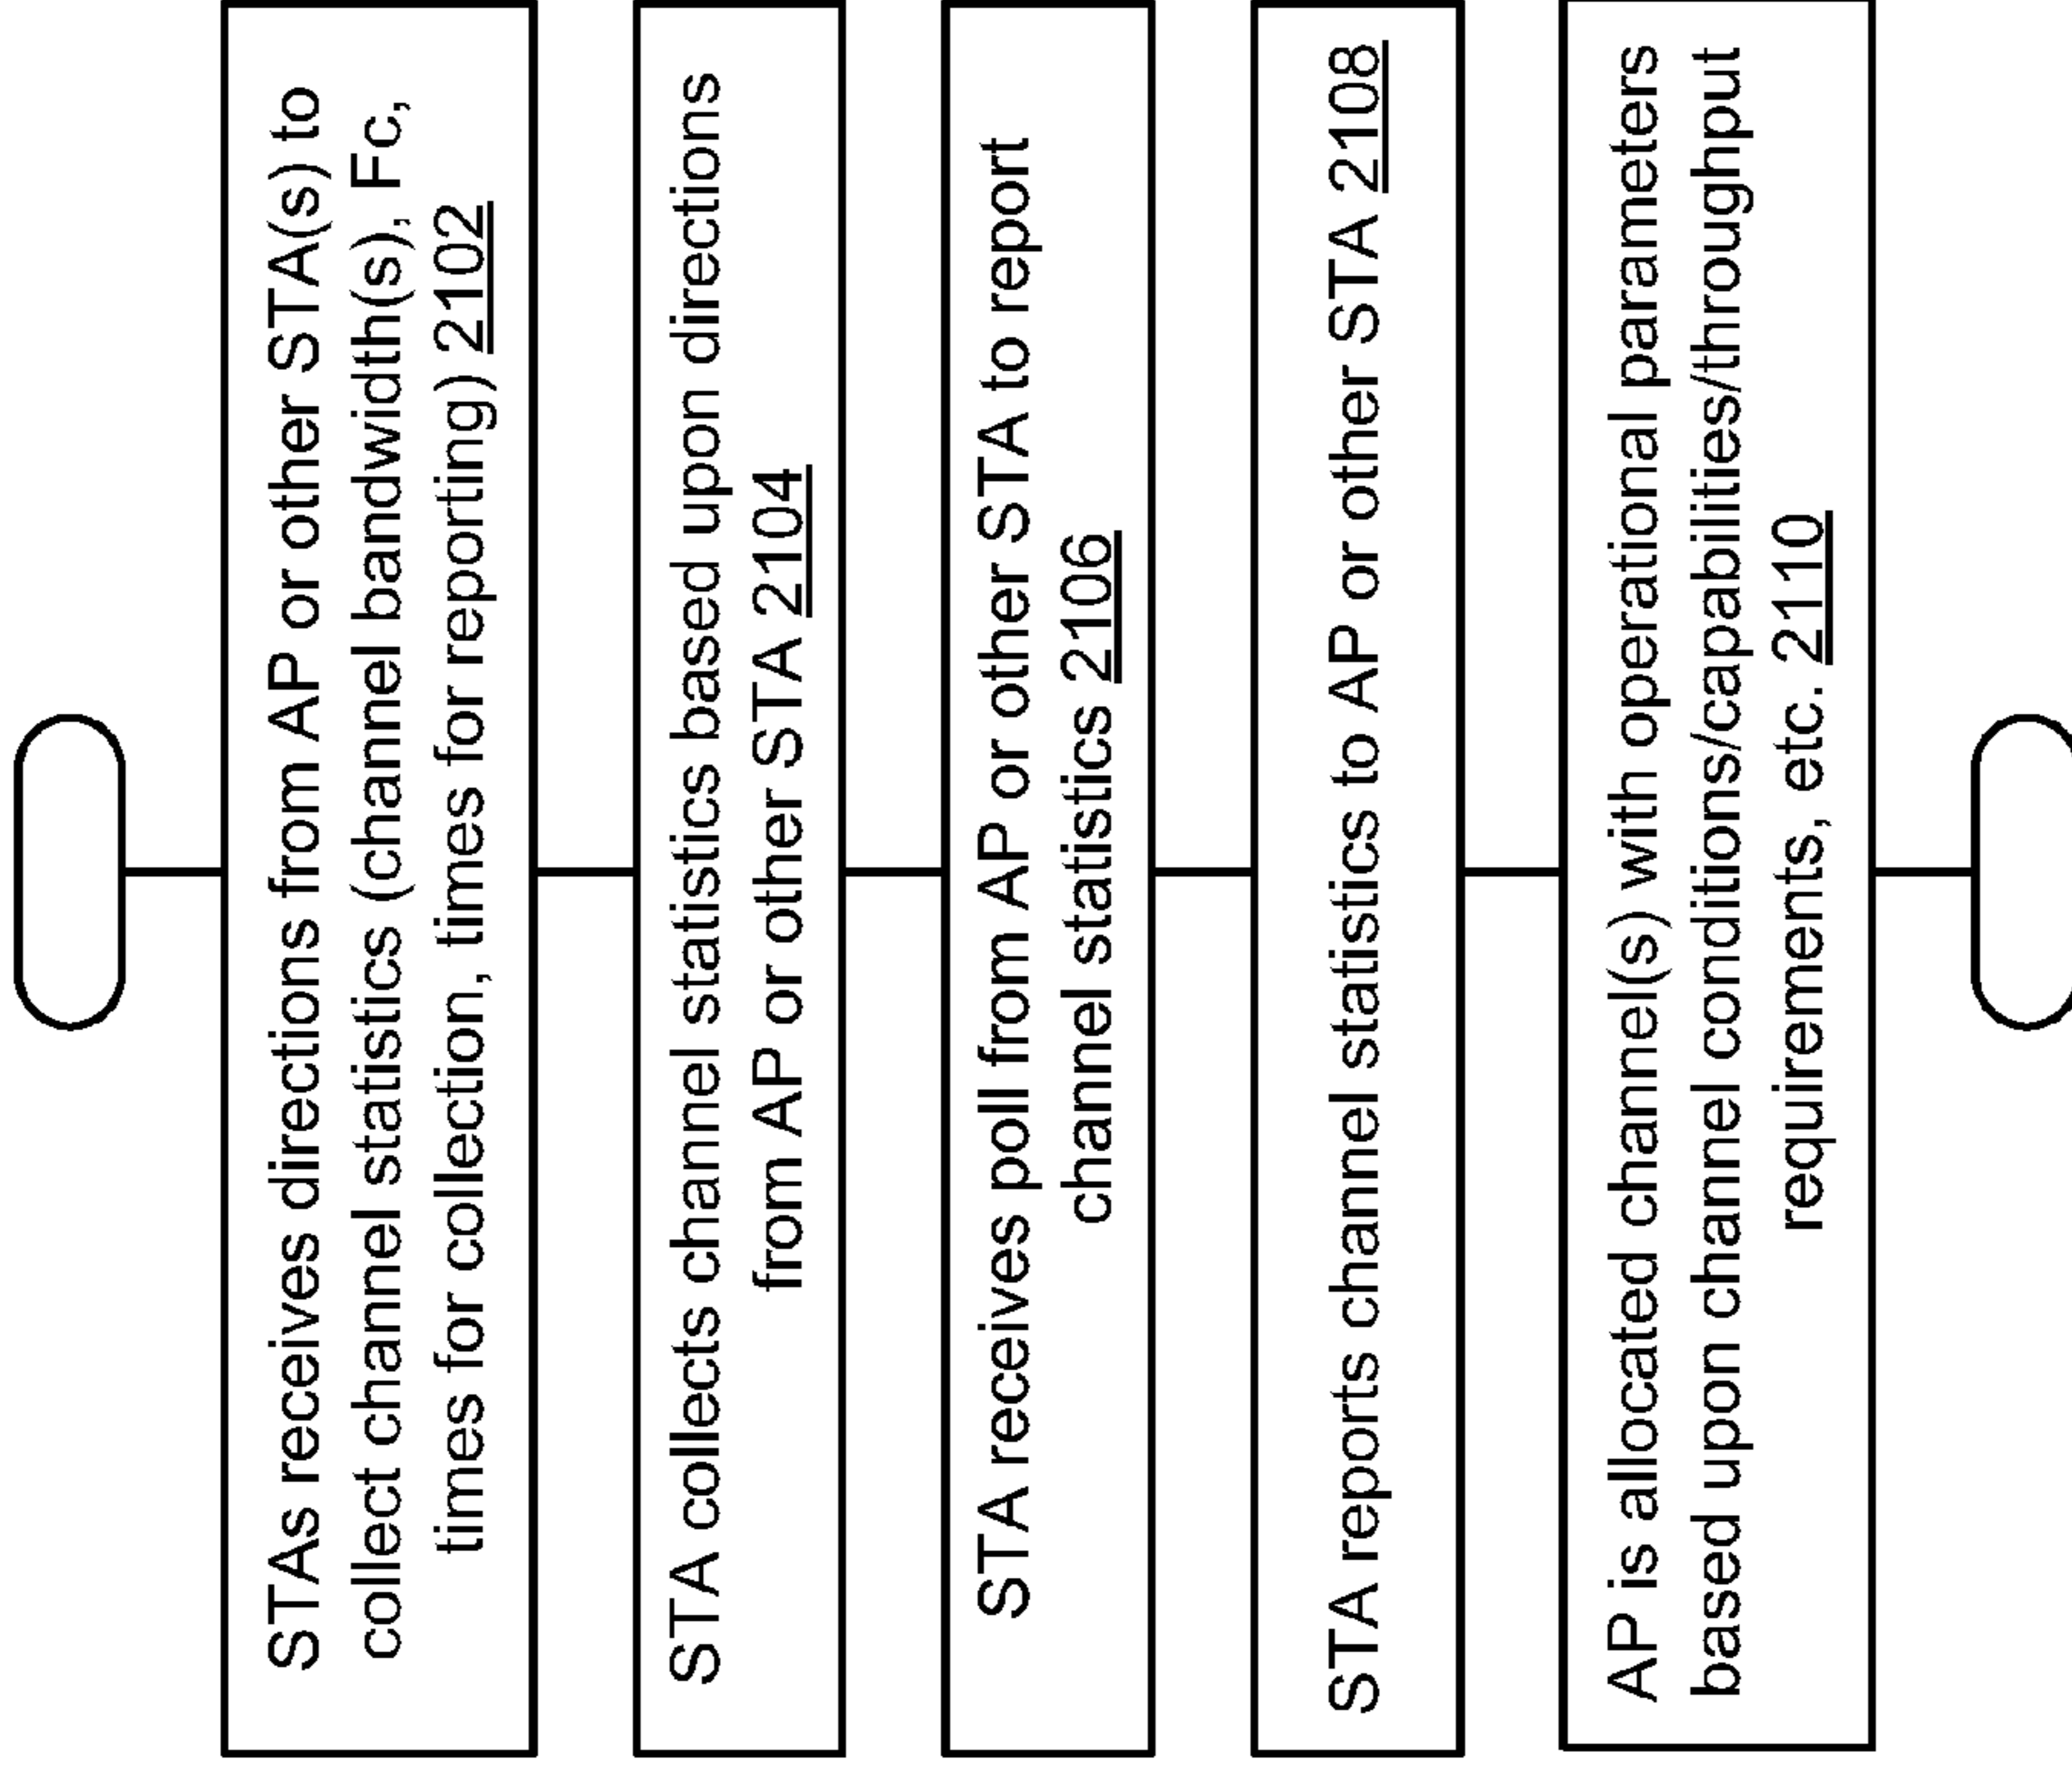 STAs receives directions from AP or other STA(s) to
collect channel statistics (channel bandwidth(s), Fc,
times for collection, times for reporting) 2102
STA collects channel statistics based upon directions
from AP or other STA 2104
STA receives poll from AP or other STA to report
channel statistics 2106
STA reports channel statistics to AP or other STA 2108
AP is allocated channel(s) with operational parameters
based upon channel conditions/capabilities/throughput
requirements, etc. 2110